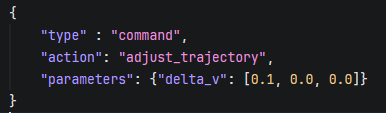 {
    "type" : "command",
    "action": "adjust_trajectory",
    "parameters": {"delta_v": [0.1, 0.0, 0.0]}
}